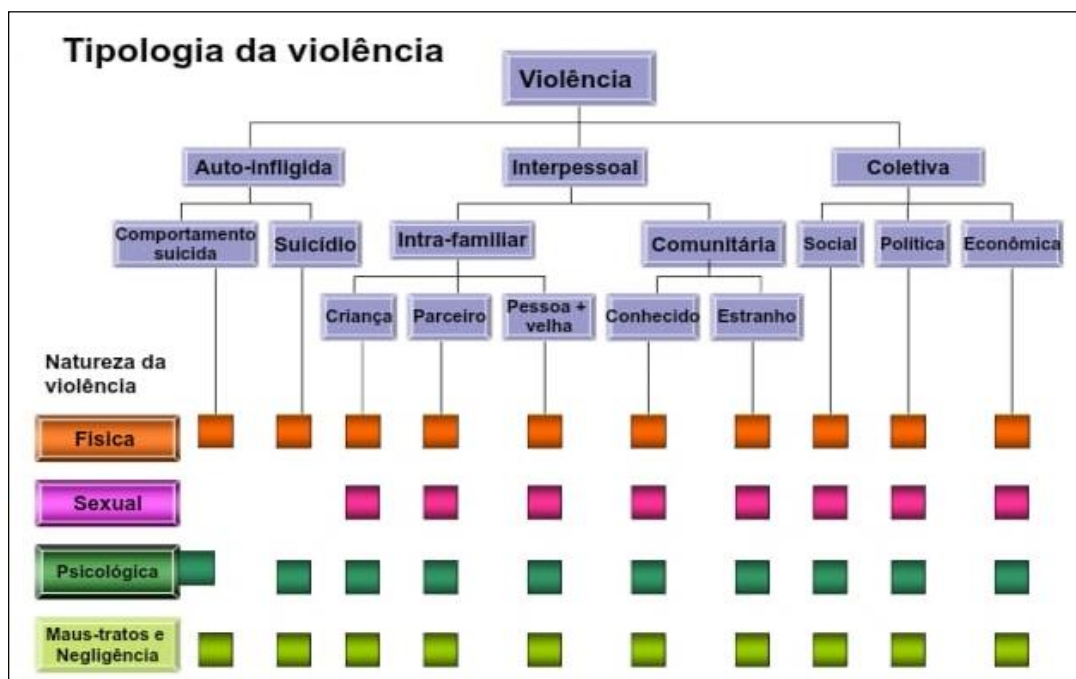 Tipologia da violência
Violência
Auto-infligida
Interpessoal
Coletiva
Comportamento
suicida
Suicídio
Intra-familiar
Comunitária
Social
Política
Econômica
Criança
Parceiro
Pessoa +
velha
Conhecido
Estranho
Natureza da
violência
Física
Sexual
Psicológica
Maus-tratos e
Negligência